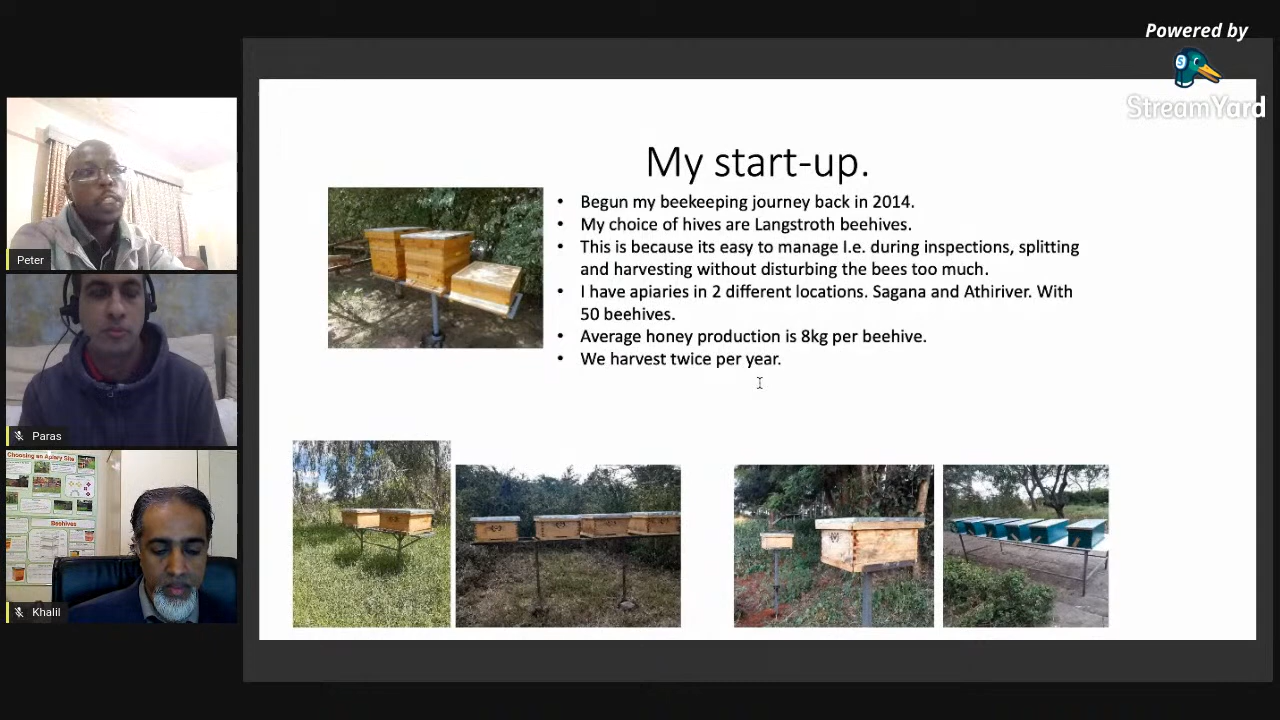 Powered by
StreamYard
My start-up.
• Begun my beekeeping journey back in 2014.
• My choice of hives are Langstroth beehives.
• This is because its easy to manage I.e. during inspections, splitting
and harvesting without disturbing the bees too much.
• I have apiaries in 2 different locations. Sagana and Athiriver. With
50 beehives.
• Average honey production is 8kg per beehive.
• We harvest twice per year.
Peter
Paras
Choosing an Apiary Site
Beehives
Khalil